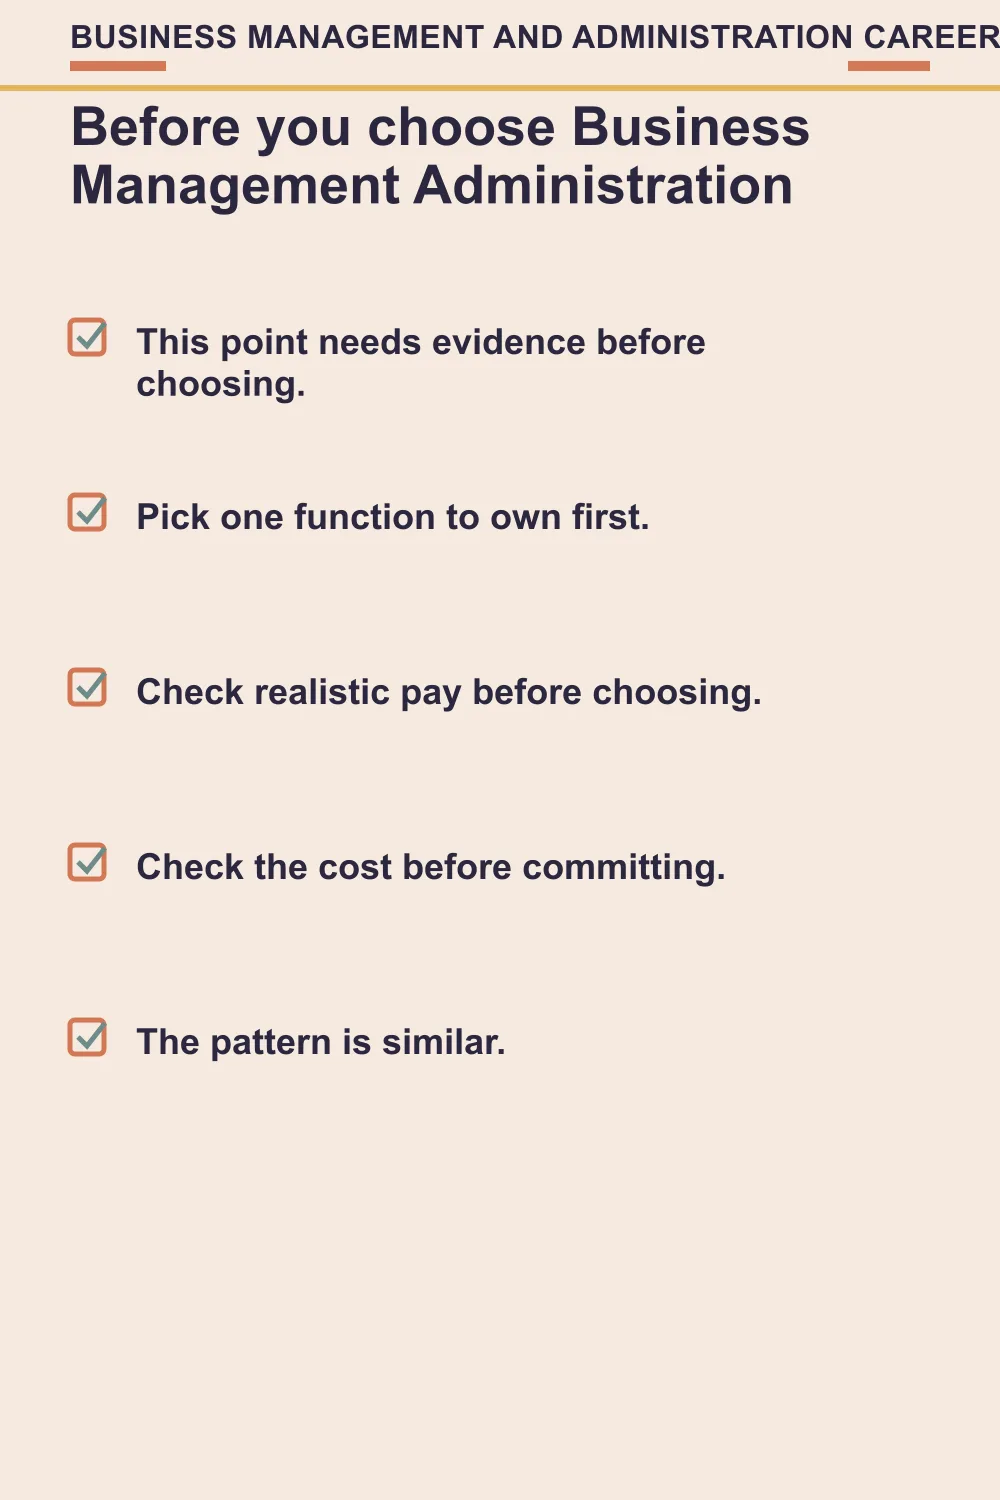 BUSINESS MANAGEMENT AND ADMINISTRATION CAREER
Before you choose Business
Management Administration
This point needs evidence before
choosing.
Pick one function to own first.
Check realistic pay before choosing.
Check the cost before committing.
The pattern is similar.